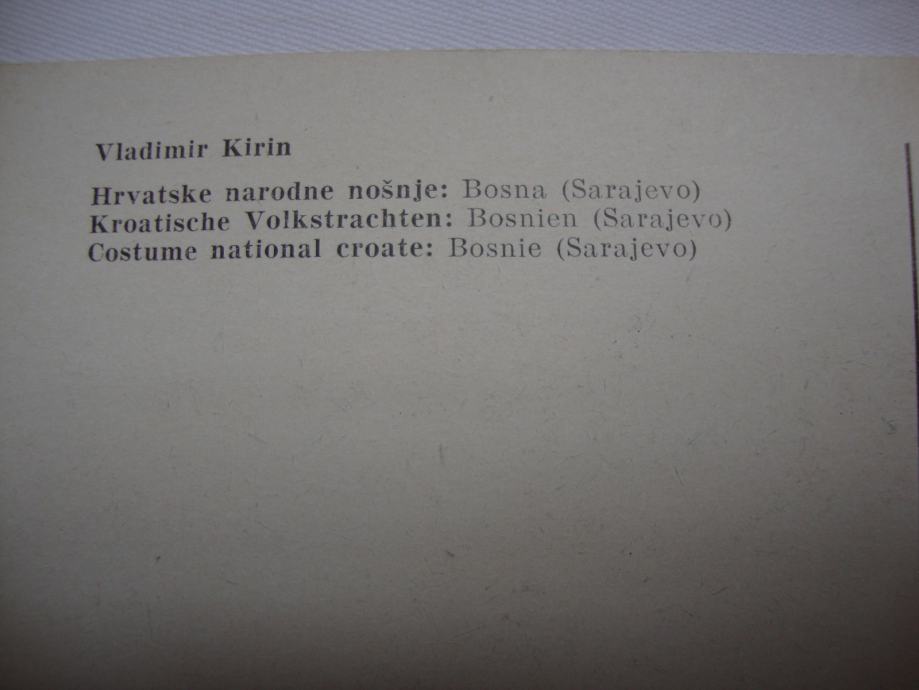 Vladimir Kirin
Hrvatske narodne nošnje: Bosna (Sarajevo)
Kroatische Volkstrachten: Bosnien (Sarajevo)
Costume national croate: Bosnie (Sarajevo)